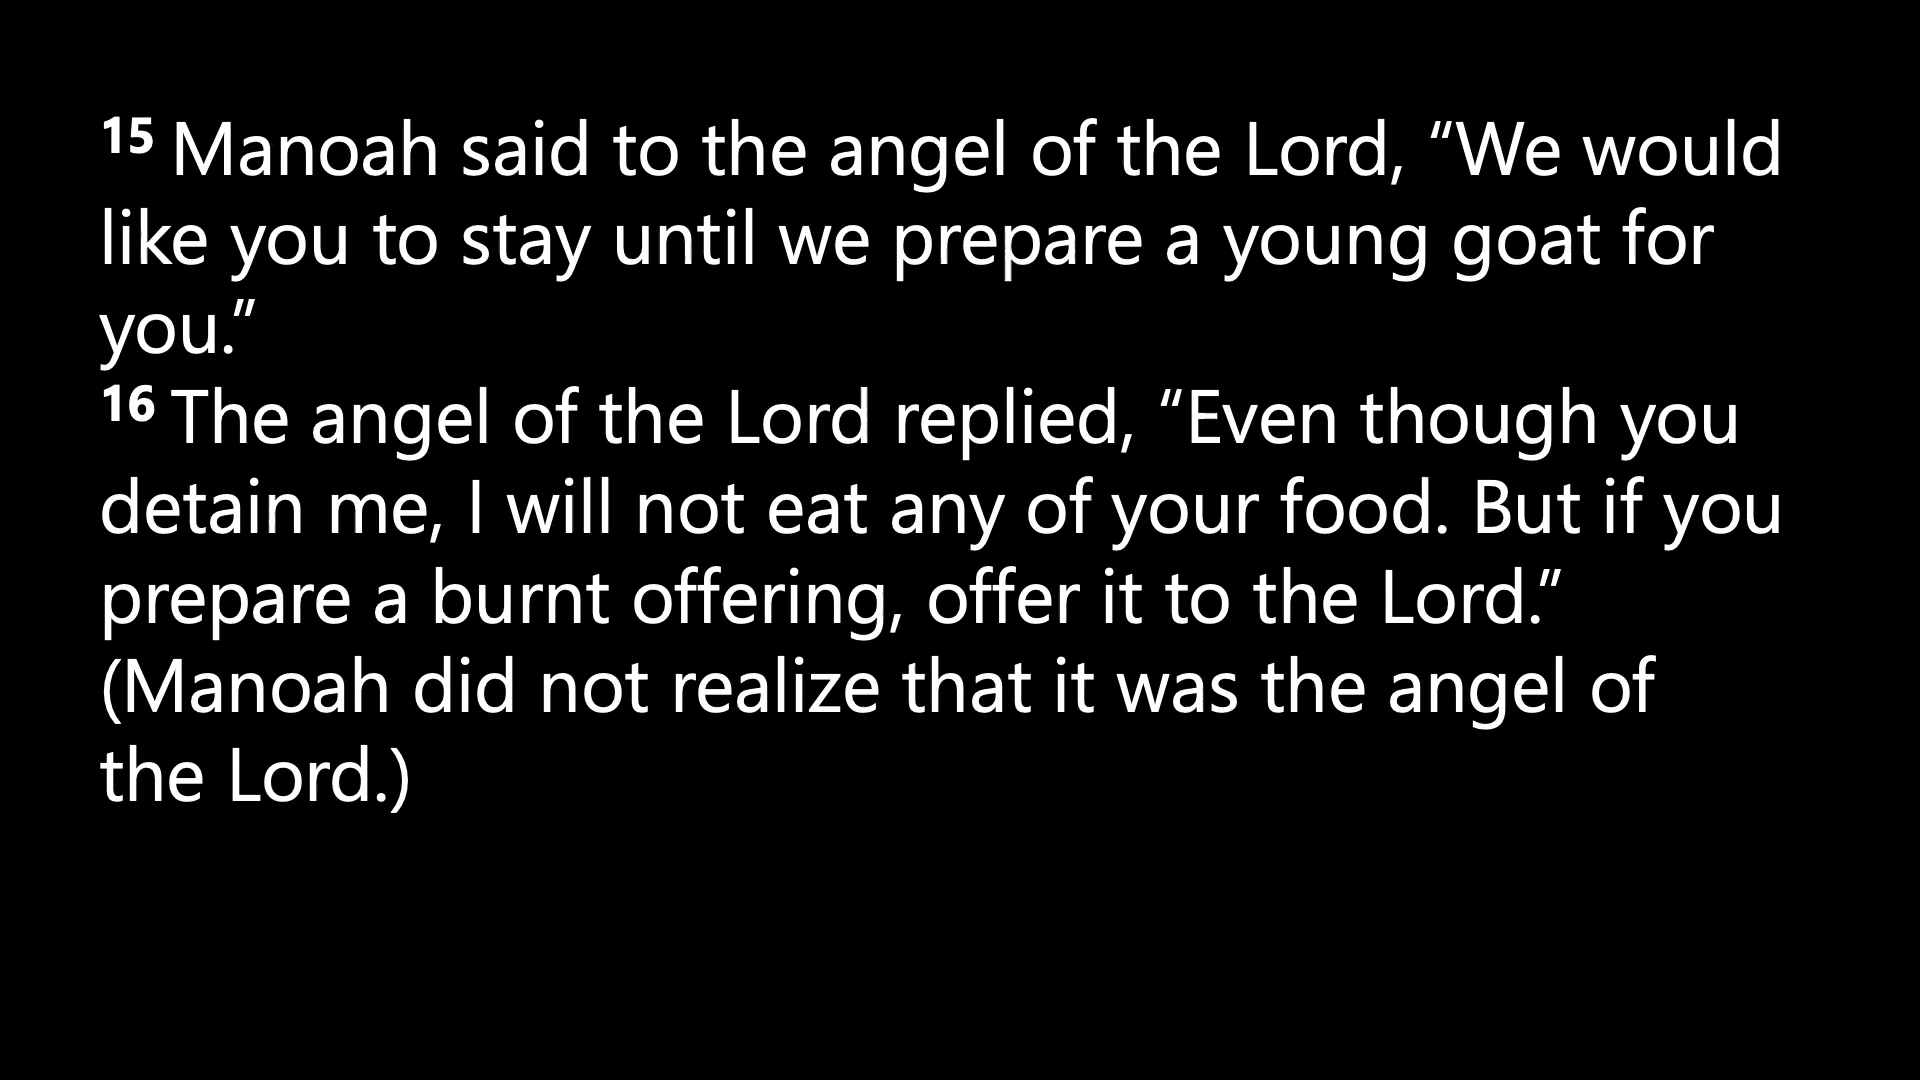 15 Manoah said to the angel of the Lord, “We would
like you to stay until we prepare a young goat for
you.”
16 The angel of the Lord replied, “Even though you
detain me, I will not eat any of your food. But if you
prepare a burnt offering, offer it to the Lord.”
(Manoah did not realize that it was the angel of
the Lord.)